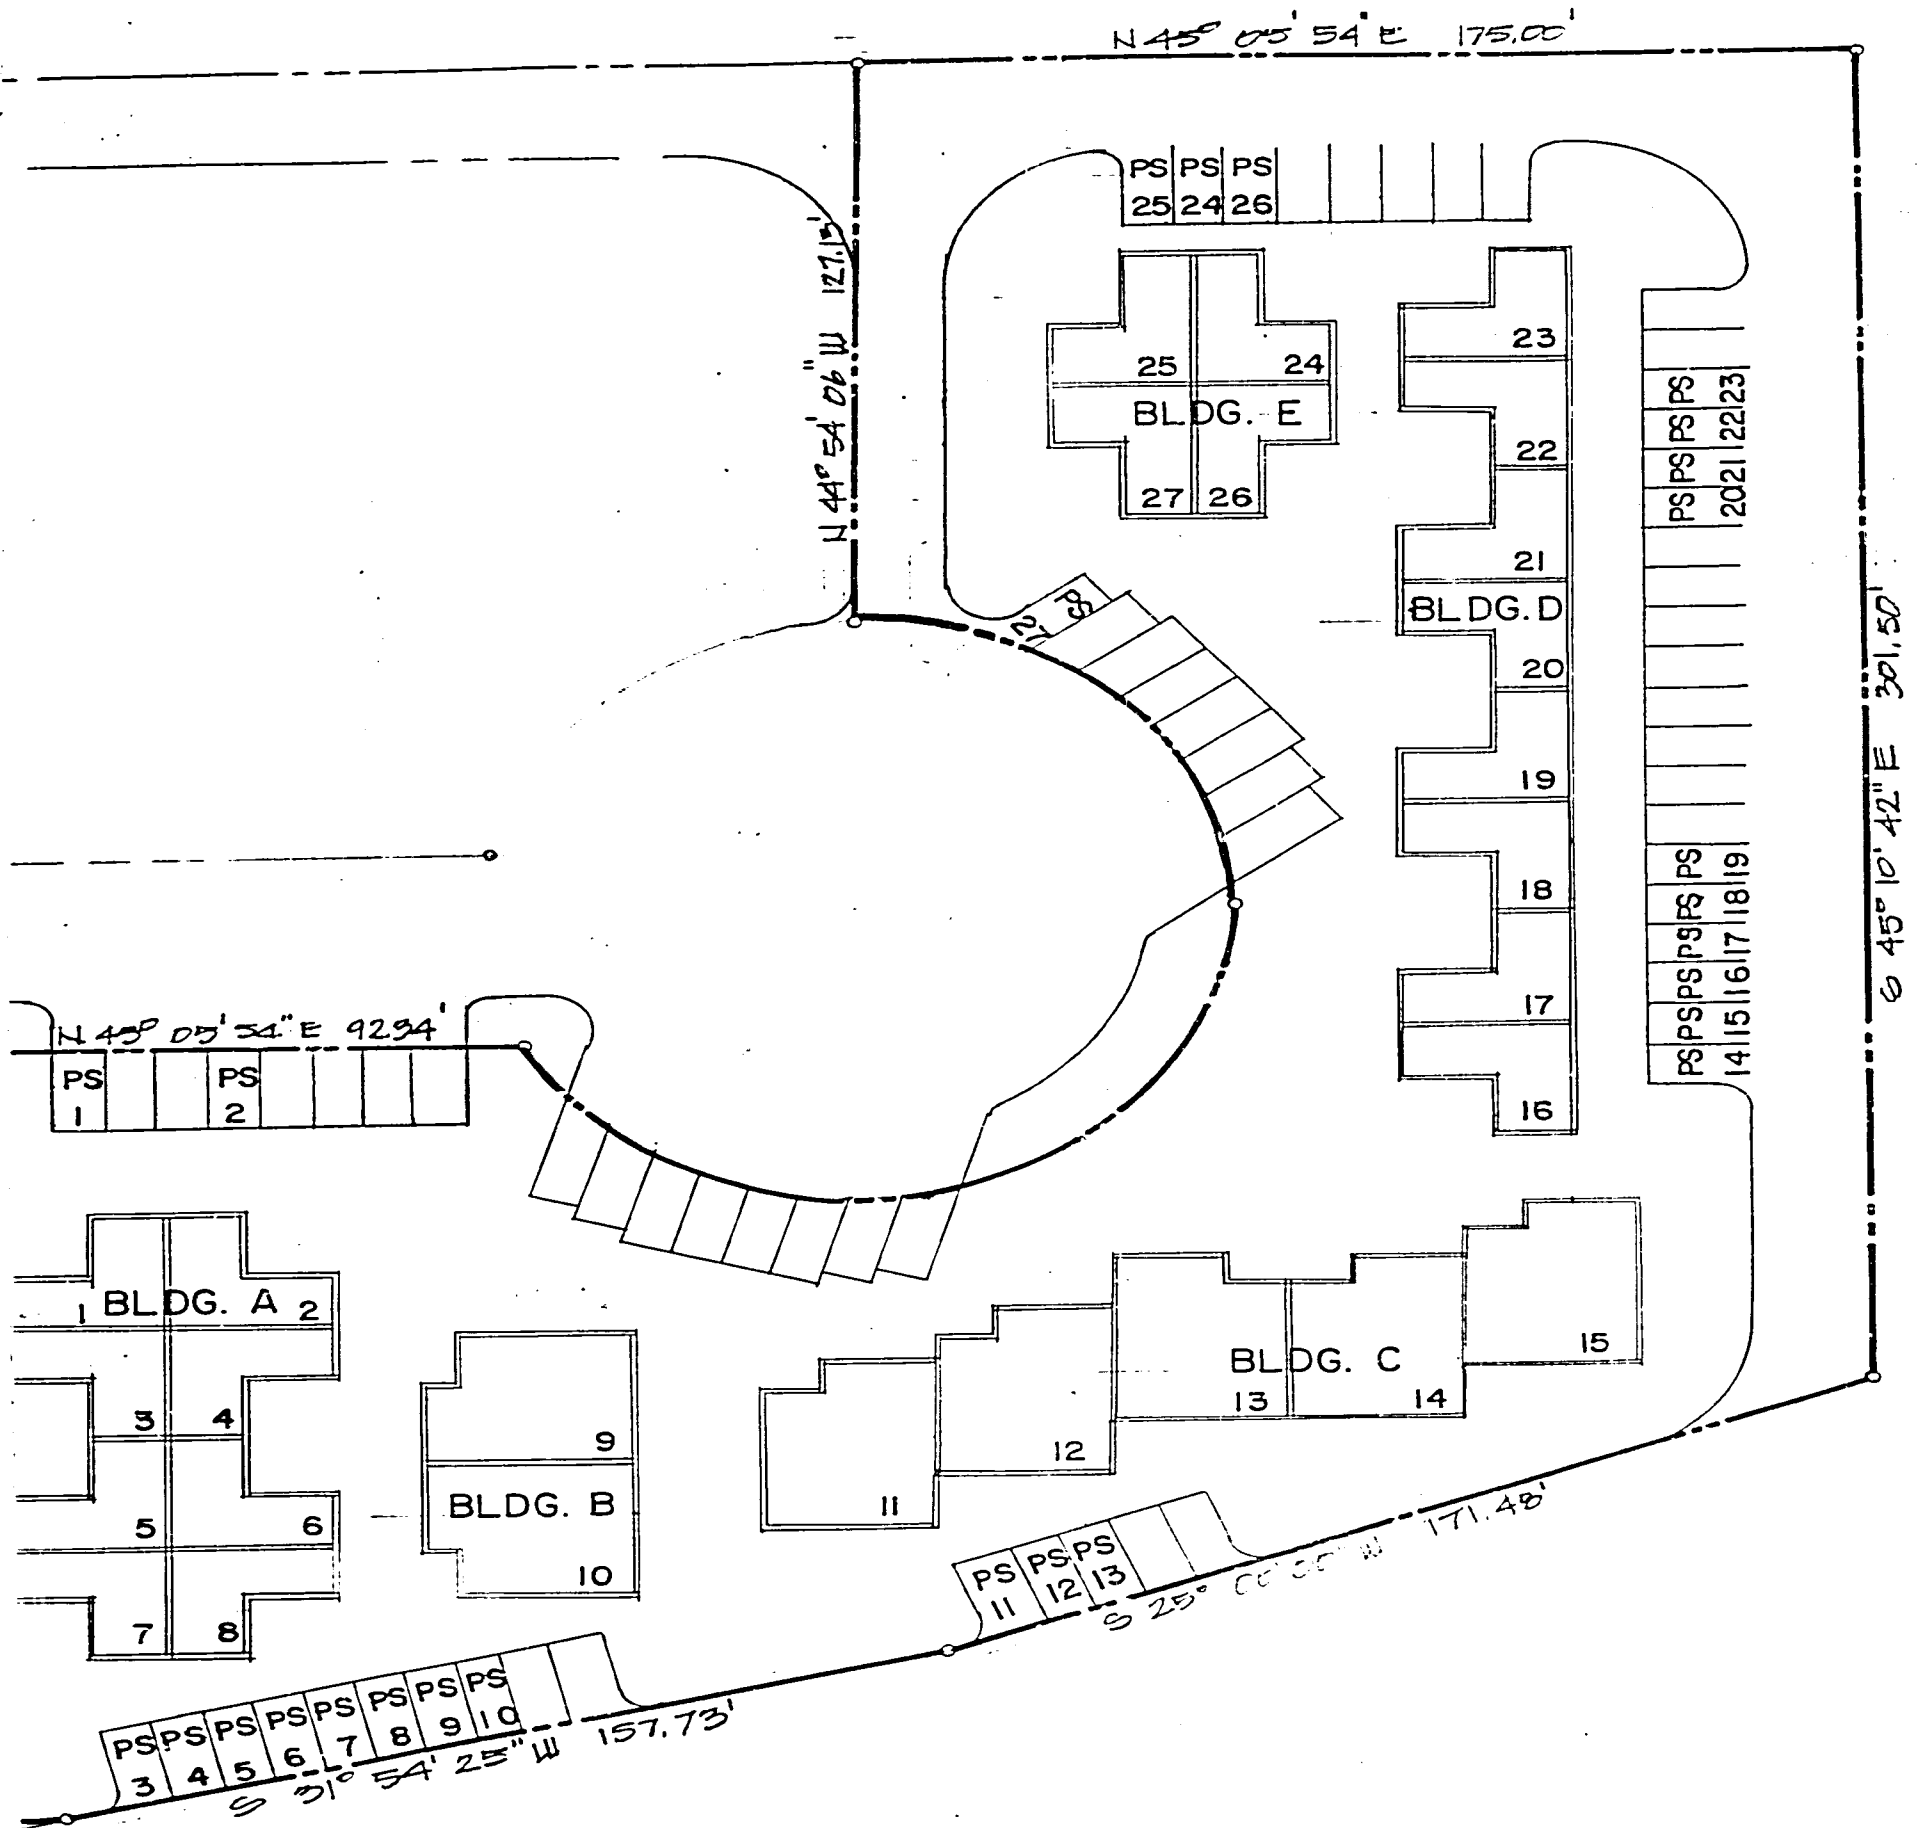 N 45° 05' 54" E 175.00'
PS PS PS
25 24 26
N 44° 54' 06" W 127.13'
23
25 24
BLDG. E
22
27 26
PS 23
PS 22
PS 21
PS 20
21
BLDG. D
PS
27
20
S 45° 10' 42" E 301.50'
19
18
PS 19
PS 18
PS 17
PS 16
PS 15
PS 14
17
16
N 45° 05' 54" E 92.94'
PS PS
1 2
1 BLDG. A 2
3 4
5 6
7 8
9
BLDG. B
10
15
BLDG. C
13 14
12
11
PS PS PS
11 12 13
S 25° 00' 00" W 171.48'
PS PS PS PS PS PS PS PS
3 4 5 6 7 8 9 10
S 31° 54' 25" W 157.73'